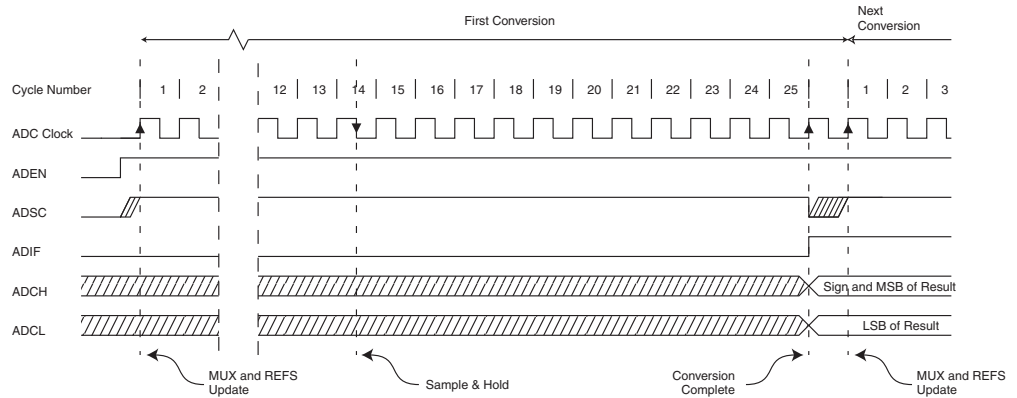 First Conversion
Next
Conversion
Cycle Number 1 2 12 13 14 15 16 17 18 19 20 21 22 23 24 25 1 2 3
ADC Clock
ADEN
ADSC
ADIF
ADCH Sign and MSB of Result
ADCL LSB of Result
MUX and REFS
Update
Sample & Hold
Conversion
Complete
MUX and REFS
Update